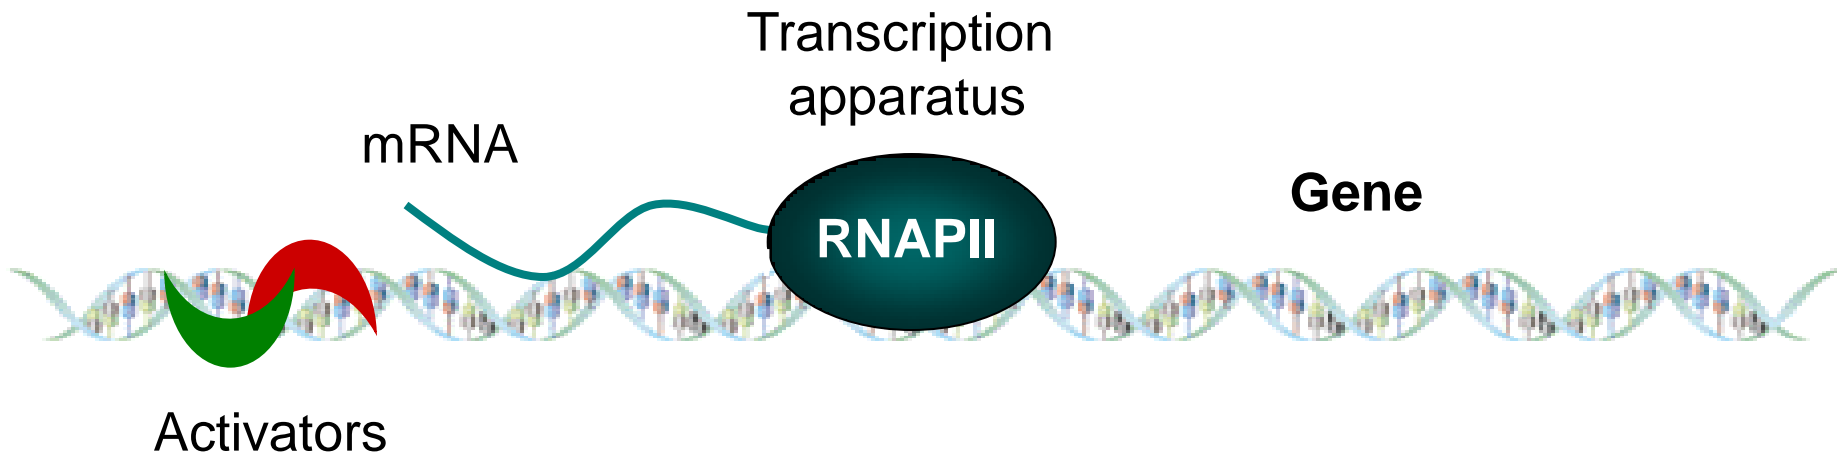 Transcription
apparatus
mRNA
Gene
RNAPII
Activators